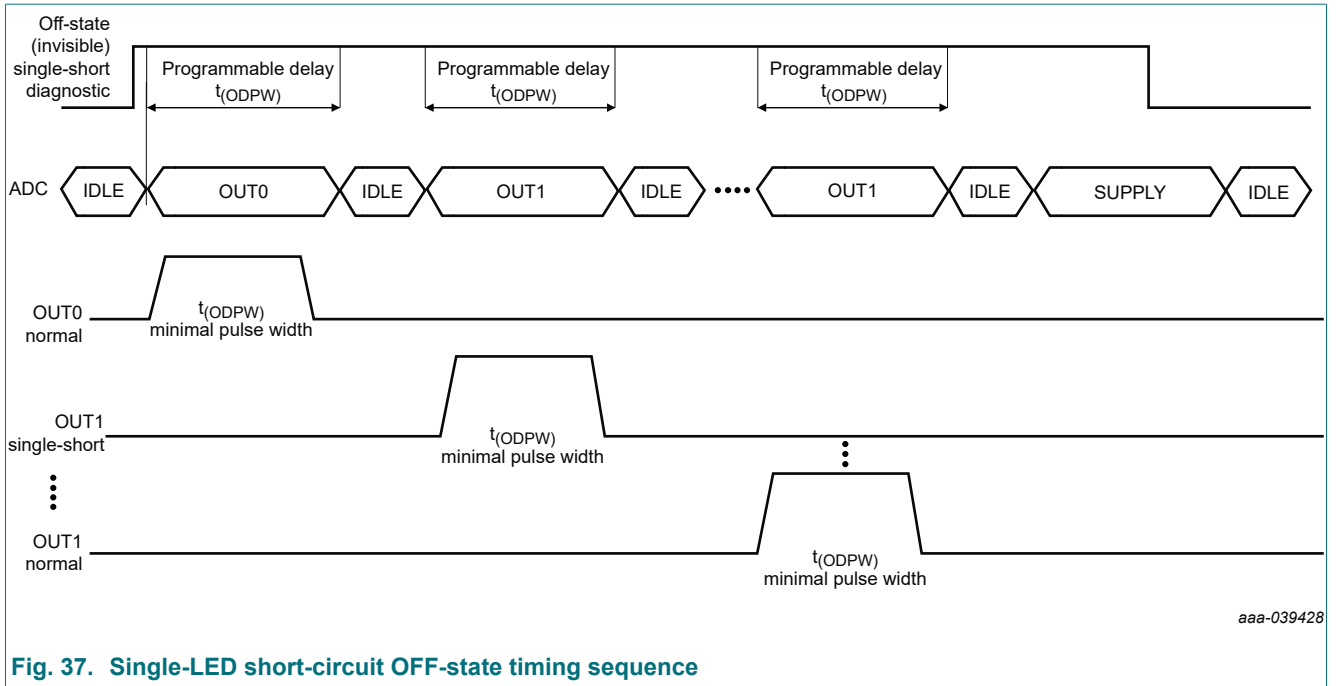 Off-state
(invisible)
single-short
diagnostic
Programmable delay
t(ODPW)
Programmable delay
t(ODPW)
Programmable delay
t(ODPW)
ADC IDLE OUT0 IDLE OUT1 IDLE OUT1 IDLE SUPPLY IDLE
OUT0
normal
t(ODPW)
minimal pulse width
OUT1
single-short
t(ODPW)
minimal pulse width
OUT1
normal
t(ODPW)
minimal pulse width
aaa-039428
Fig. 37. Single-LED short-circuit OFF-state timing sequence